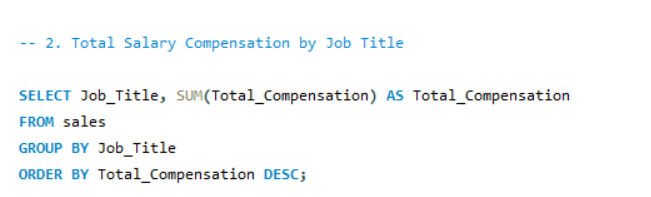 -- 2. Total Salary Compensation by Job Title
SELECT Job_Title, SUM(Total_Compensation) AS Total_Compensation
FROM sales
GROUP BY Job_Title
ORDER BY Total_Compensation DESC;